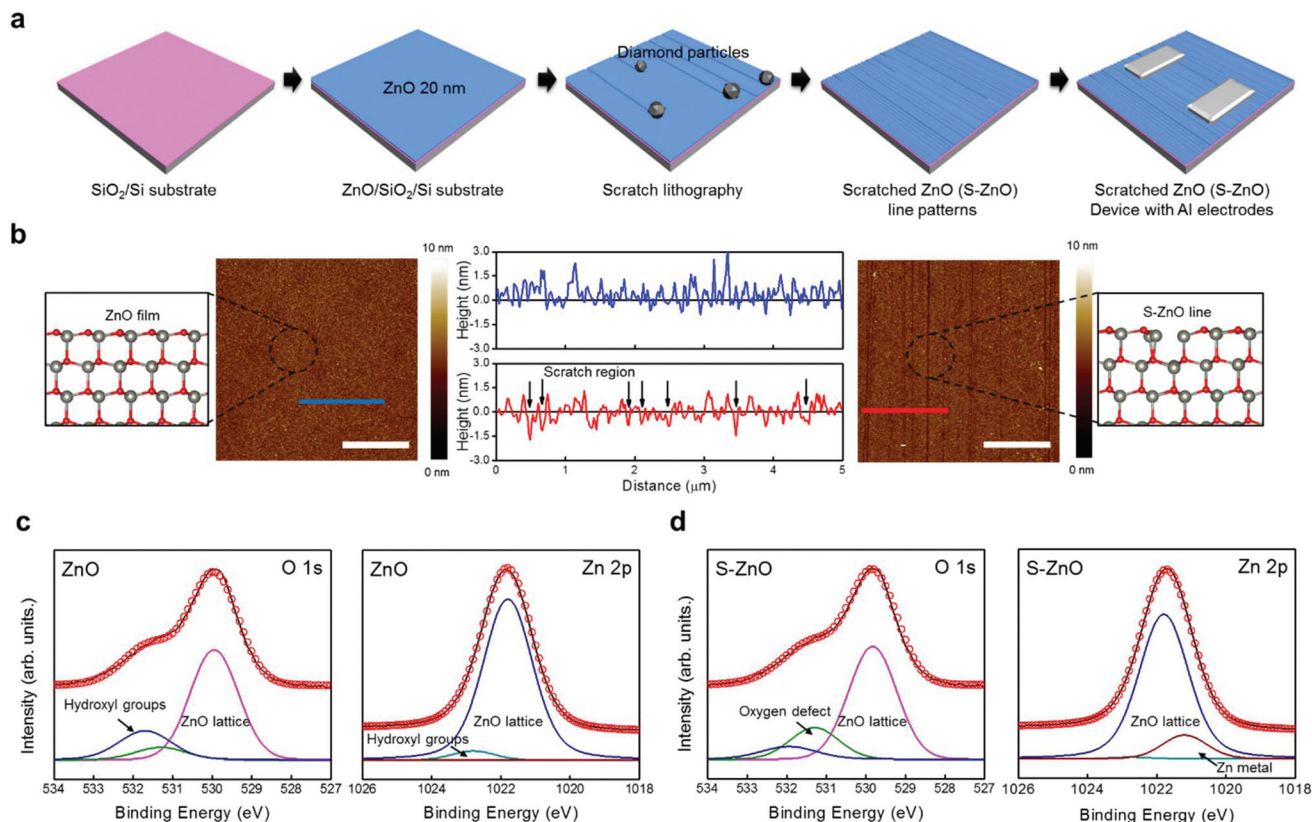 a
Diamond particles
ZnO 20 nm
SiO2/Si substrate
ZnO/SiO2/Si substrate
Scratch lithography
Scratched ZnO (S-ZnO)
line patterns
Scratched ZnO (S-ZnO)
Device with Al electrodes
b
ZnO film
10 nm
0 nm
Height (nm)
3.0
1.5
0.0
-1.5
-3.0
Height (nm)
3.0
1.5
0.0
-1.5
-3.0
Scratch region
0
1
2
3
4
5
Distance (μm)
10 nm
0 nm
S-ZnO line
c
ZnO
O 1s
Hydroxyl groups
ZnO lattice
Intensity (arb. units.)
534 533 532 531 530 529 528 527
Binding Energy (eV)
ZnO
Zn 2p
ZnO lattice
Hydroxyl groups
1026 1024 1022 1020 1018
Binding Energy (eV)
d
S-ZnO
O 1s
Oxygen defect
ZnO lattice
Intensity (arb. units.)
534 533 532 531 530 529 528 527
Binding Energy (eV)
S-ZnO
Zn 2p
ZnO lattice
Zn metal
1026 1024 1022 1020 1018
Binding Energy (eV)